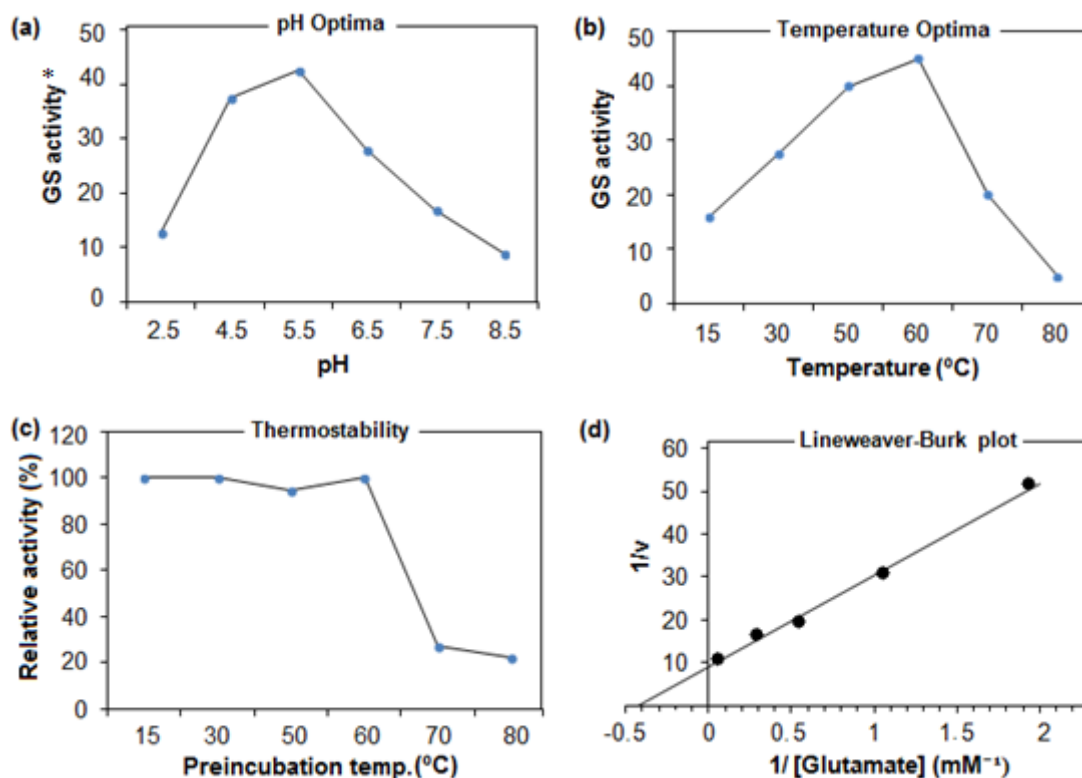 (a)
pH Optima
GS activity *
50
40
30
20
10
0
2.5 4.5 5.5 6.5 7.5 8.5
pH
(b)
Temperature Optima
GS activity
50
40
30
20
10
0
15 30 50 60 70 80
Temperature (⁰C)
(c)
Thermostability
Relative activity (%)
120
100
80
60
40
20
0
15 30 50 60 70 80
Preincubation temp.(⁰C)
(d)
Lineweaver-Burk plot
1/v
60
50
40
30
20
10
-0.5 0 0.5 1 1.5 2
1/ [Glutamate] (mM⁻¹)